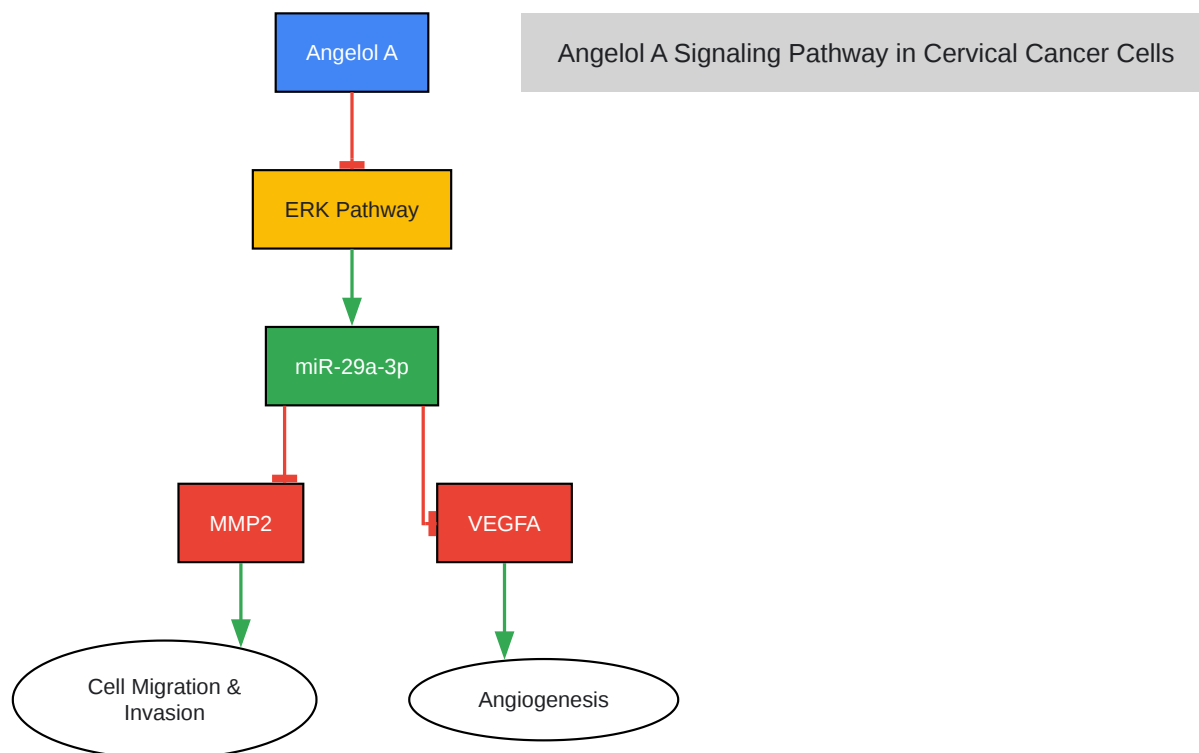 Angelol A
Angelol A Signaling Pathway in Cervical Cancer Cells
ERK Pathway
miR-29a-3p
MMP2
VEGFA
Cell Migration &
Invasion
Angiogenesis